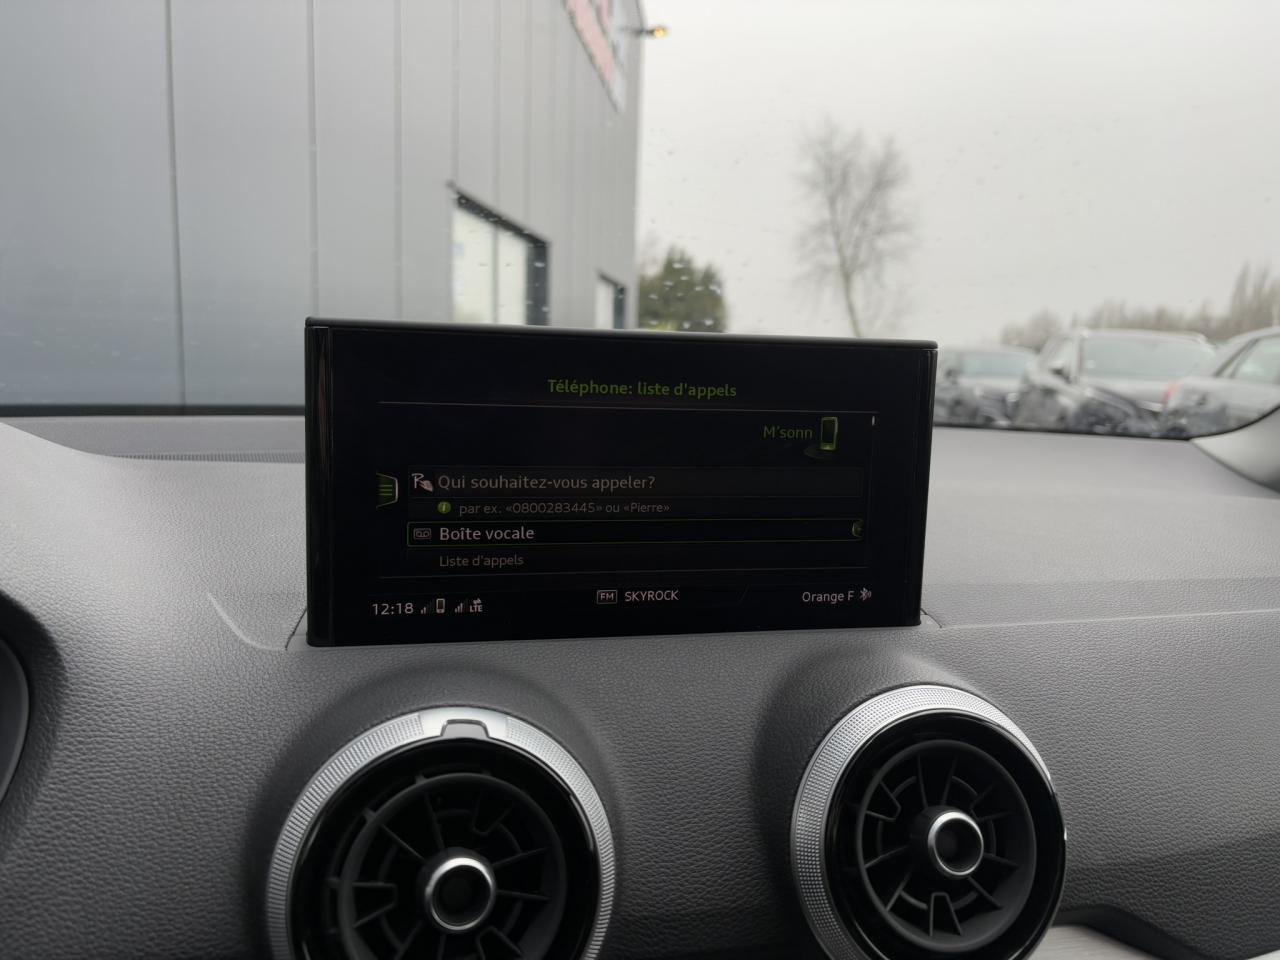 Téléphone: liste d'appels
M'sonn
Qui souhaitez-vous appeler?
par ex. «0800283445» ou «Pierre»
Boîte vocale
Liste d'appels
12:18 LTE FM SKYROCK Orange F